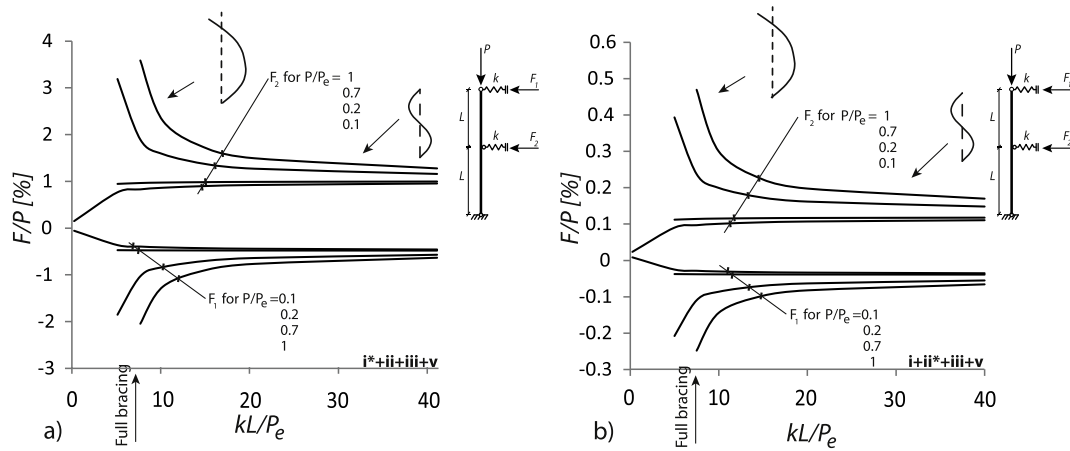 4
3
2
1
0
-1
-2
-3
F/P [%]
F₂ for P/Pₑ = 1
0.7
0.2
0.1
F₁ for P/Pₑ = 0.1
0.2
0.7
1
i*+ii+iii+v
P
k
F₁
L
k
F₂
L
0 10 20 30 40
kL/Pₑ
Full bracing
a)
0.6
0.5
0.4
0.3
0.2
0.1
0
-0.1
-0.2
-0.3
F/P [%]
F₂ for P/Pₑ = 1
0.7
0.2
0.1
F₁ for P/Pₑ = 0.1
0.2
0.7
1
i+ii*+iii+v
P
k
F₁
L
k
F₂
L
0 10 20 30 40
kL/Pₑ
Full bracing
b)